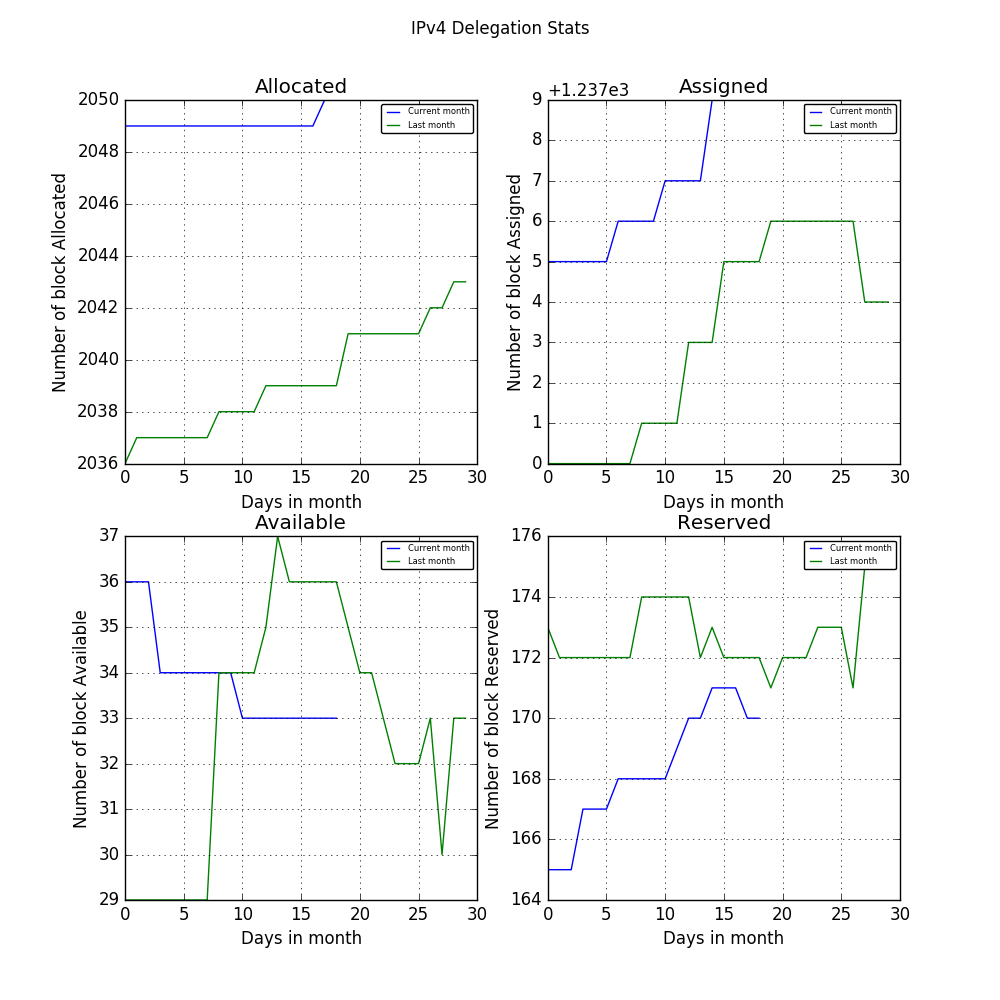 IPv4 Delegation Stats
Allocated
Number of block Allocated
2050
2048
2046
2044
2042
2040
2038
2036
0 5 10 15 20 25 30
Days in month
Current month
Last month
Assigned
+1.237e3
Number of block Assigned
9
8
7
6
5
4
3
2
1
0
0 5 10 15 20 25 30
Days in month
Current month
Last month
Available
Number of block Available
37
36
35
34
33
32
31
30
29
0 5 10 15 20 25 30
Days in month
Current month
Last month
Reserved
Number of block Reserved
176
174
172
170
168
166
164
0 5 10 15 20 25 30
Days in month
Current month
Last month